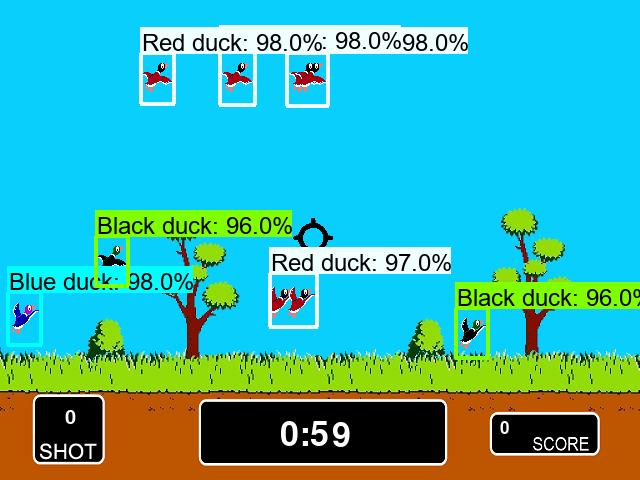 Red duck: 98.0%
: 98.0%
98.0%
Black duck: 96.0%
Red duck: 97.0%
Blue duck: 98.0%
Black duck: 96.0%
0
SHOT
0:59
0
SCORE